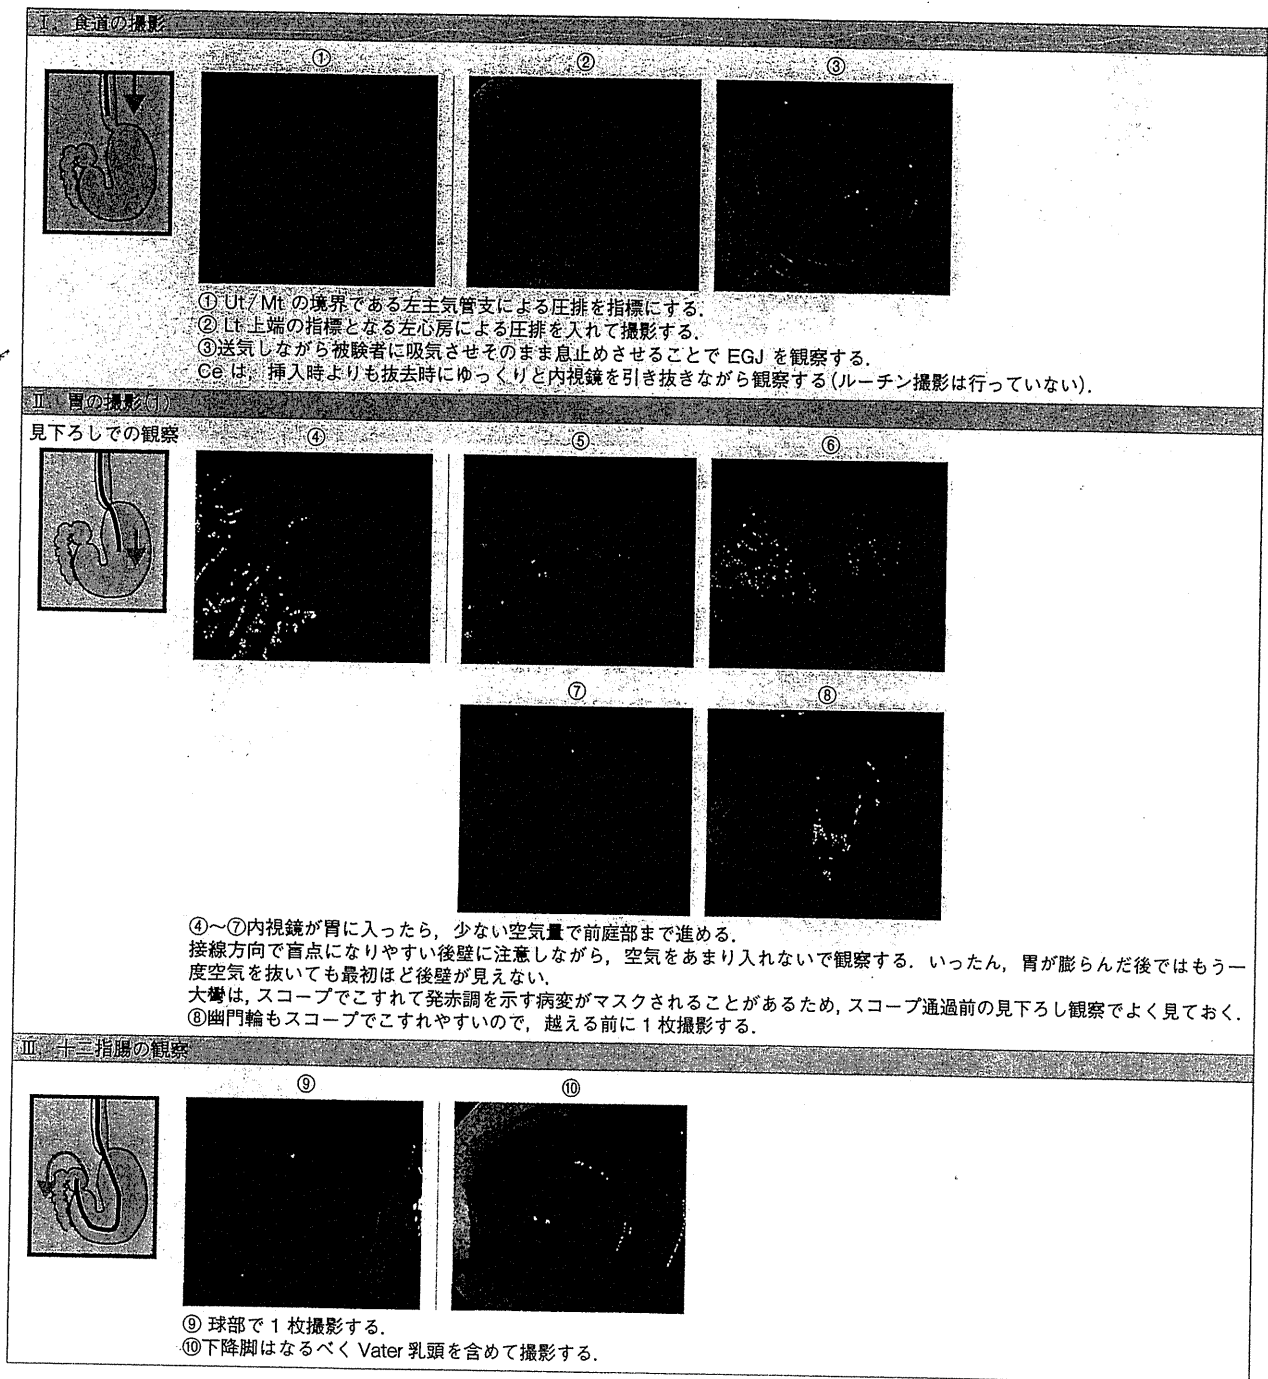 Ⅰ 食道の撮影
① ② ③
① Ut/Mt の境界である左主気管支による圧排を指標にする.
② Lt 上端の指標となる左心房による圧排を入れて撮影する.
③送気しながら被験者に吸気させそのまま息止めさせることで EGJ を観察する.
Ce は, 挿入時よりも抜去時にゆっくりと内視鏡を引き抜きながら観察する(ルーチン撮影は行っていない).
Ⅱ 胃の撮影(1)
見下ろしでの観察
④ ⑤ ⑥
⑦ ⑧
④〜⑦内視鏡が胃に入ったら, 少ない空気量で前庭部まで進める.
接線方向で盲点になりやすい後壁に注意しながら, 空気をあまり入れないで観察する. いったん, 胃が膨らんだ後ではもう一
度空気を抜いても最初ほど後壁が見えない.
大彎は, スコープでこすれて発赤調を示す病変がマスクされることがあるため, スコープ通過前の見下ろし観察でよく見ておく.
⑧幽門輪もスコープでこすれやすいので, 越える前に 1 枚撮影する.
Ⅲ 十二指腸の観察
⑨ ⑩
⑨ 球部で 1 枚撮影する.
⑩下降脚はなるべく Vater 乳頭を含めて撮影する.